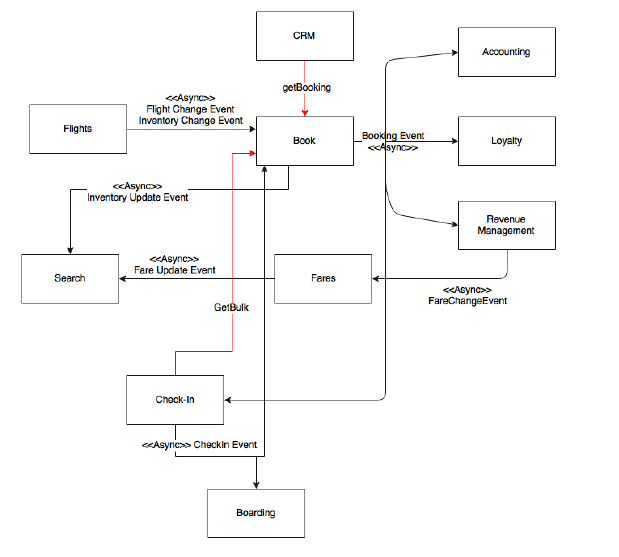 CRM
Accounting
getBooking
<<Async>>
Flight Change Event
Inventory Change Event
Flights
Book
Booking Event
<<Async>>
Loyalty
<<Async>>
Inventory Update Event
Revenue
Management
<<Async>>
Fare Update Event
Search
Fares
<<Async>>
FareChangeEvent
GetBulk
Check-In
<<Async>> CheckIn Event
Boarding